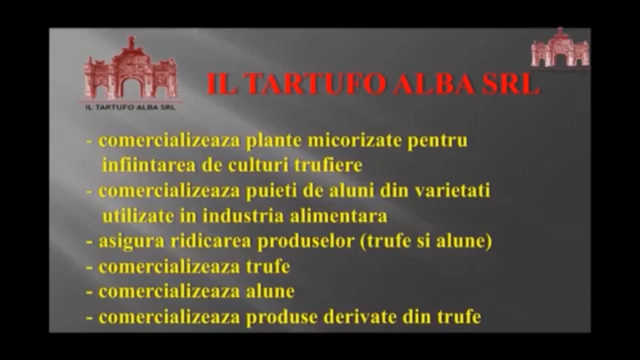 IL TARTUFO ALBA SRL
IL TARTUFO ALBA SRL
- comercializeaza plante micorizate pentru
infiintarea de culturi trufiere
- comercializeaza puieti de aluni din varietati
utilizate in industria alimentara
- asigura ridicarea produselor (trufe si alune)
- comercializeaza trufe
- comercializeaza alune
- comercializeaza produse derivate din trufe